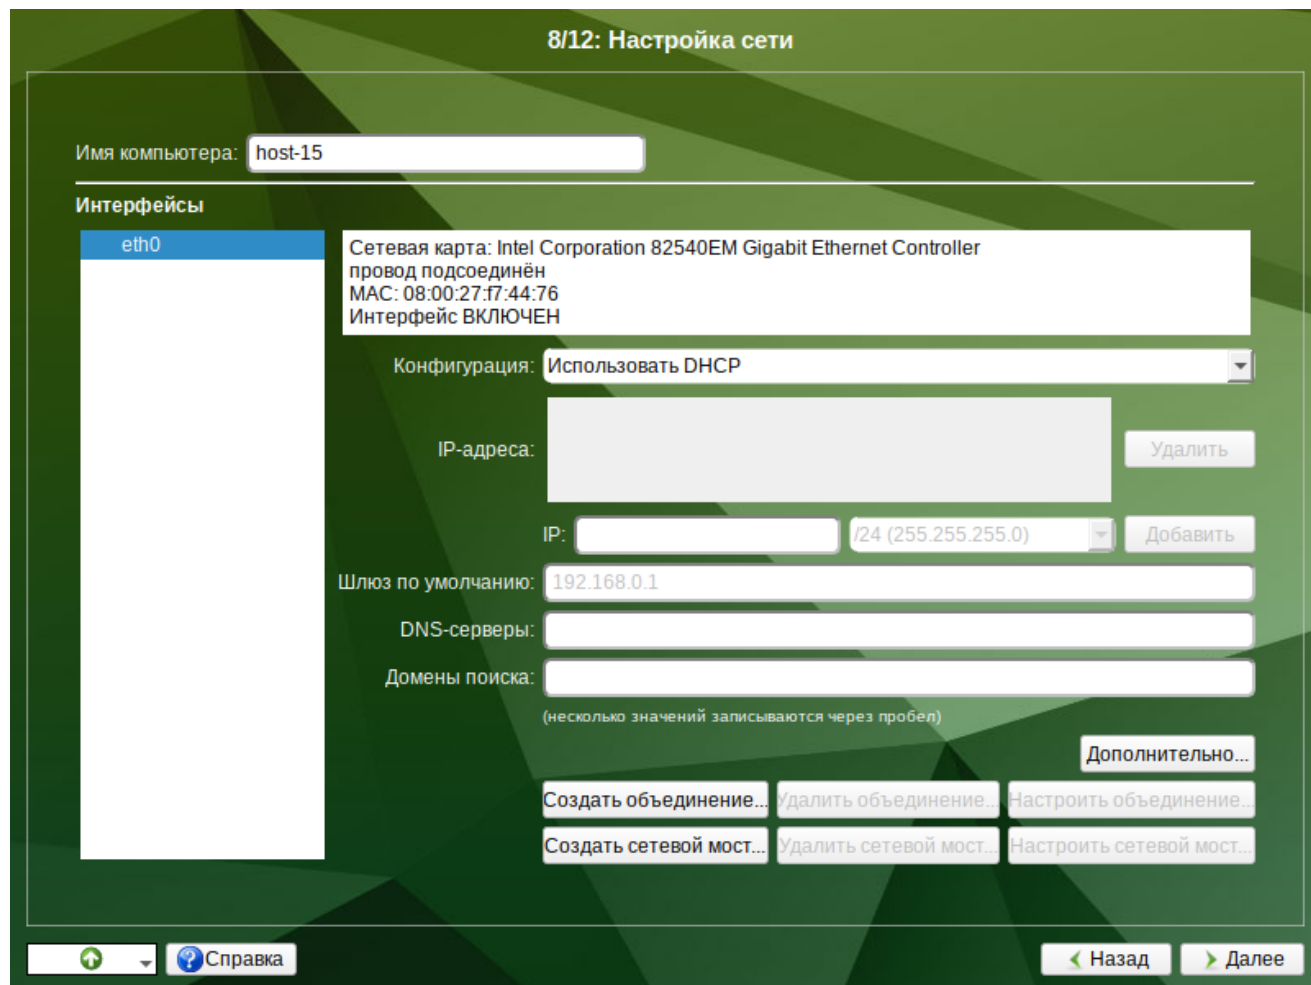 8/12: Настройка сети
Имя компьютера: host-15
Интерфейсы
eth0
Сетевая карта: Intel Corporation 82540EM Gigabit Ethernet Controller
провод подсоединён
MAC: 08:00:27:f7:44:76
Интерфейс ВКЛЮЧЕН
Конфигурация: Использовать DHCP
IP-адреса: Удалить
IP: /24 (255.255.255.0) Добавить
Шлюз по умолчанию: 192.168.0.1
DNS-серверы:
Домены поиска:
(несколько значений записываются через пробел)
Дополнительно...
Создать объединение... Удалить объединение... Настроить объединение...
Создать сетевой мост... Удалить сетевой мост... Настроить сетевой мост...
Справка Назад Далее